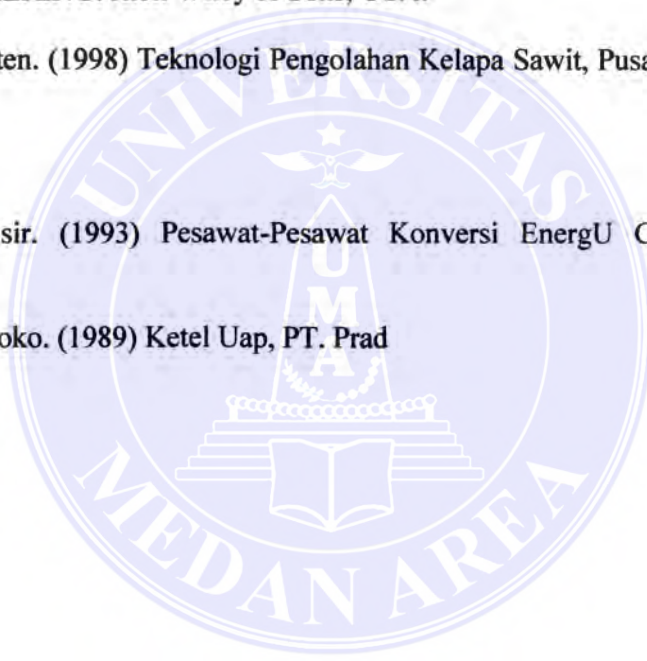 ten. (1998) Teknologi Pengolahan Kelapa Sawit, Pusa
sir. (1993) Pesawat-Pesawat Konversi EnergU
oko. (1989) Ketel Uap, PT. Prad
UNIVERSITAS
UMA
MEDAN AREA